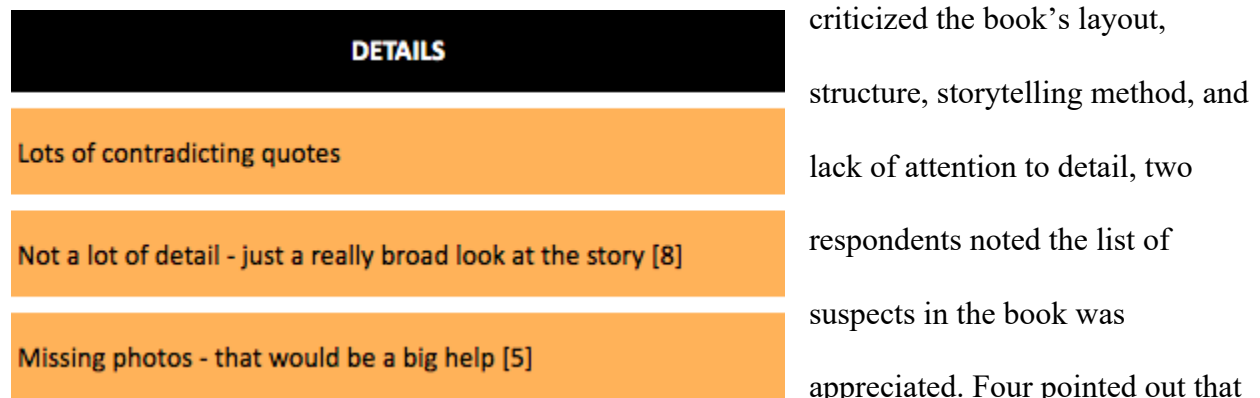 DETAILS
Lots of contradicting quotes
Not a lot of detail - just a really broad look at the story [8]
Missing photos - that would be a big help [5]
criticized the book’s layout,
structure, storytelling method, and
lack of attention to detail, two
respondents noted the list of
suspects in the book was
appreciated. Four pointed out that